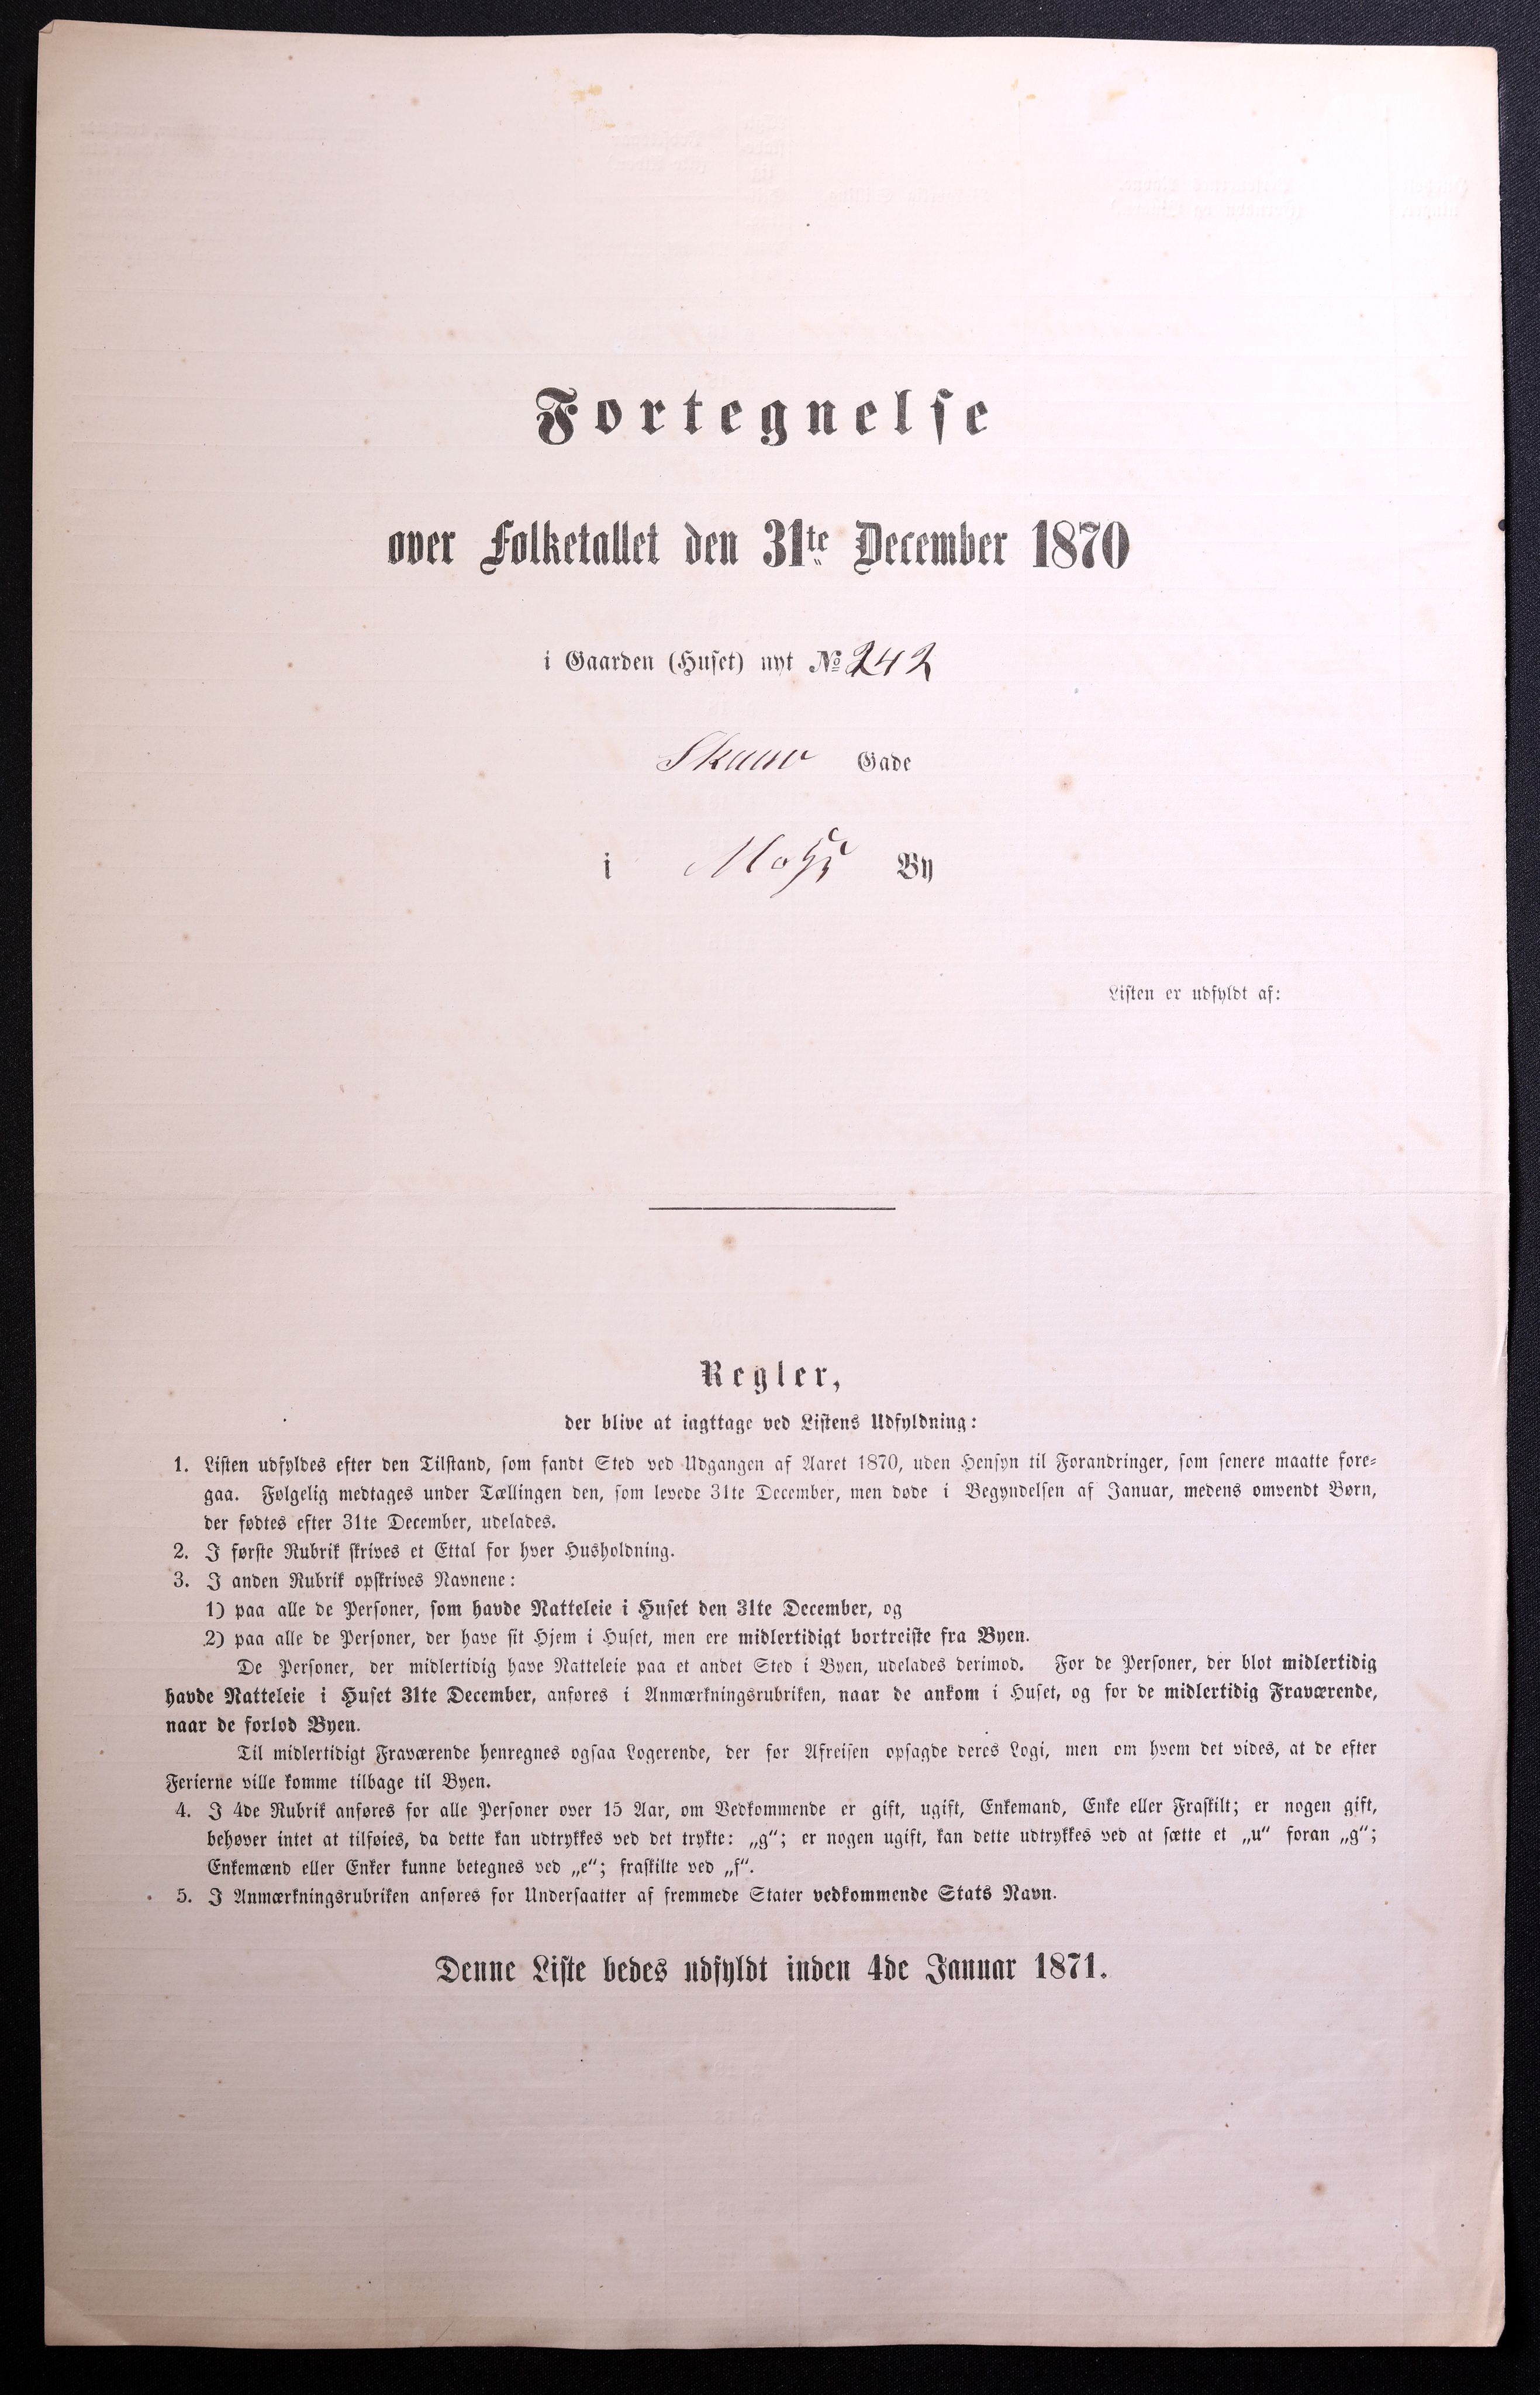 Fortegnelse
over Folketallet den 31te December 1870
i Gaarden (Huset) nyt No 242
Gade
i Moss By
Listen er udfyldt af:
Regler,
der blive at iagttage ved Listens Udfyldning:
1. Listen udfyldes efter den Tilstand, som fandt Sted ved Udgangen af Aaret 1870, uden Hensyn til Forandringer, som senere maatte fore-
gaa. Følgelig medtages under Tællingen den, som levede 31te December, men døde i Begyndelsen af Januar, medens omvendt Børn,
der fødtes efter 31te December, udelades.
2. I første Rubrik skrives et Ettal for hver Husholdning.
3. I anden Rubrik opskrives Navnene:
1) paa alle de Personer, som havde Natteleie i Huset den 31te December, og
2) paa alle de Personer, der have sit Hjem i Huset, men ere midlertidigt bortreiste fra Byen.
De Personer, der midlertidig have Natteleie paa et andet Sted i Byen, udelades derimod. For de Personer, der blot midlertidig
havde Natteleie i Huset 31te December, anføres i Anmærkningsrubriken, naar de ankom i Huset, og for de midlertidig Fraværende,
naar de forlod Byen.
Til midlertidigt Fraværende henregnes ogsaa Logerende, der før Afreisen opsagde deres Logi, men om hvem det vides, at de efter
Ferierne ville komme tilbage til Byen.
4. I 4de Rubrik anføres for alle Personer over 15 Aar, om Vedkommende er gift, ugift, Enkemand, Enke eller Fraskilt; er nogen gift,
behøver intet at tilføies, da dette kan udtrykkes ved det trykte: „g“; er nogen ugift, kan dette udtrykkes ved at sætte et „u“ foran „g“;
Enkemænd eller Enker kunne betegnes ved „e“; fraskilte ved „f“.
5. I Anmærkningsrubriken anføres for Undersaatter af fremmede Stater vedkommende Stats Navn.
Denne Liste bedes udfyldt inden 4de Januar 1871.